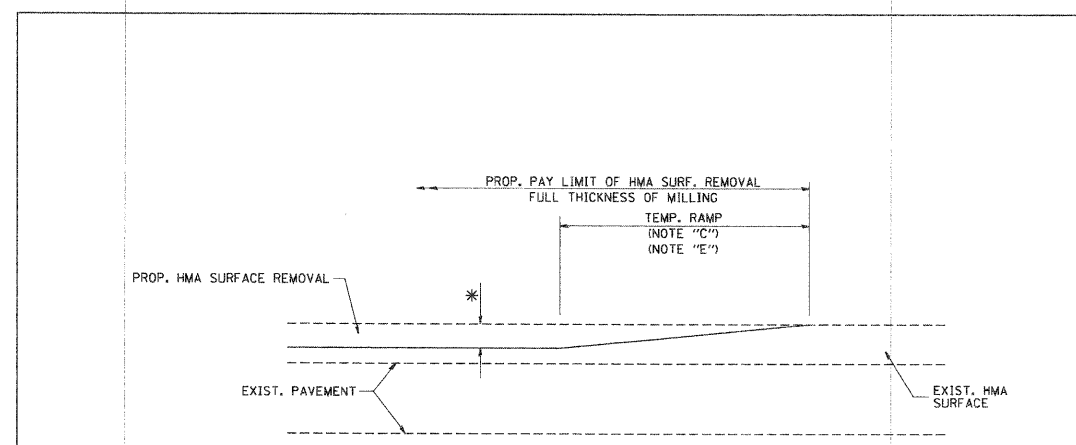 PROP. PAY LIMIT OF HMA SURF. REMOVAL
FULL THICKNESS OF MILLING
TEMP. RAMP
(NOTE "C")
(NOTE "E")
PROP. HMA SURFACE REMOVAL
*
EXIST. PAVEMENT
EXIST. HMA
SURFACE